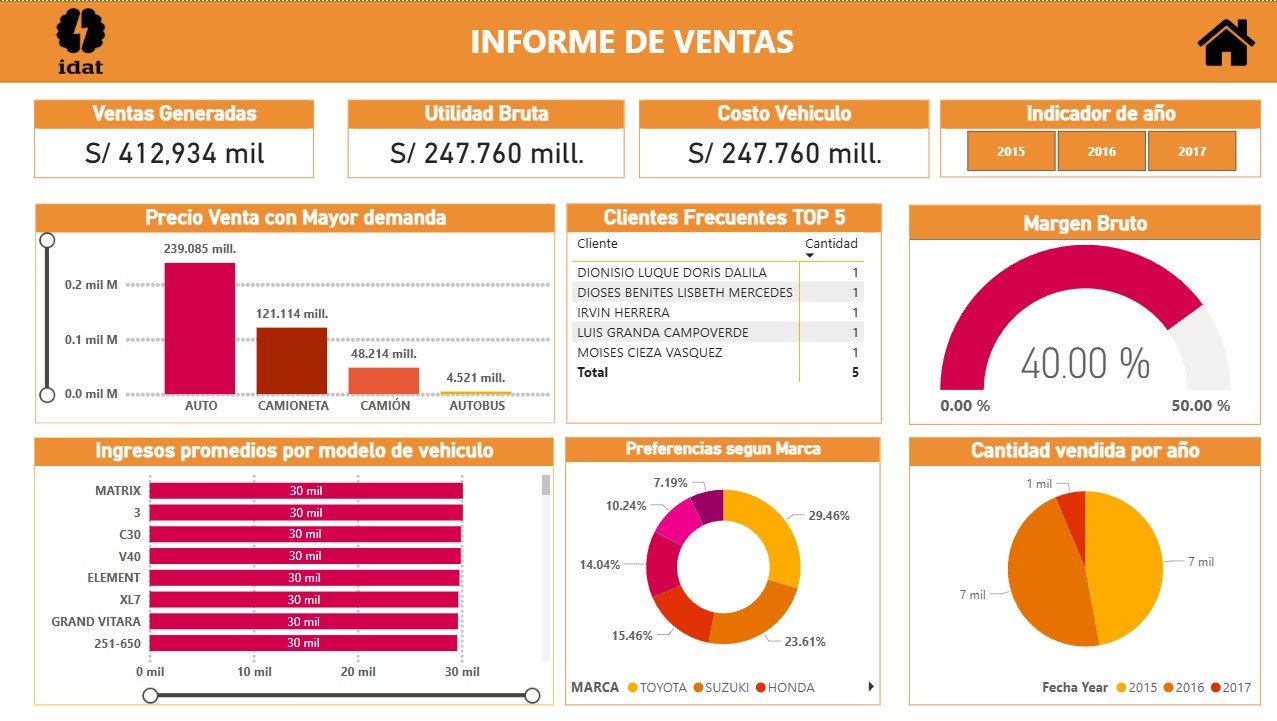 idat
INFORME DE VENTAS
Ventas Generadas
S/ 412,934 mil
Utilidad Bruta
S/ 247.760 mill.
Costo Vehiculo
S/ 247.760 mill.
Indicador de año
2015 2016 2017
Precio Venta con Mayor demanda
239.085 mill.
0.2 mil M
121.114 mill.
0.1 mil M
48.214 mill.
4.521 mill.
0.0 mil M
AUTO CAMIONETA CAMIÓN AUTOBUS
Clientes Frecuentes TOP 5
Cliente Cantidad
DIONISIO LUQUE DORIS DALILA 1
DIOSES BENITES LISBETH MERCEDES 1
IRVIN HERRERA 1
LUIS GRANDA CAMPOVERDE 1
MOISES CIEZA VASQUEZ 1
Total 5
Margen Bruto
40.00 %
0.00 % 50.00 %
Ingresos promedios por modelo de vehiculo
MATRIX 30 mil
3 30 mil
C30 30 mil
V40 30 mil
ELEMENT 30 mil
XL7 30 mil
GRAND VITARA 30 mil
251-650 30 mil
0 mil 10 mil 20 mil 30 mil
Preferencias segun Marca
7.19%
10.24%
29.46%
14.04%
15.46%
23.61%
MARCA TOYOTA SUZUKI HONDA
Cantidad vendida por año
1 mil
7 mil
7 mil
Fecha Year 2015 2016 2017